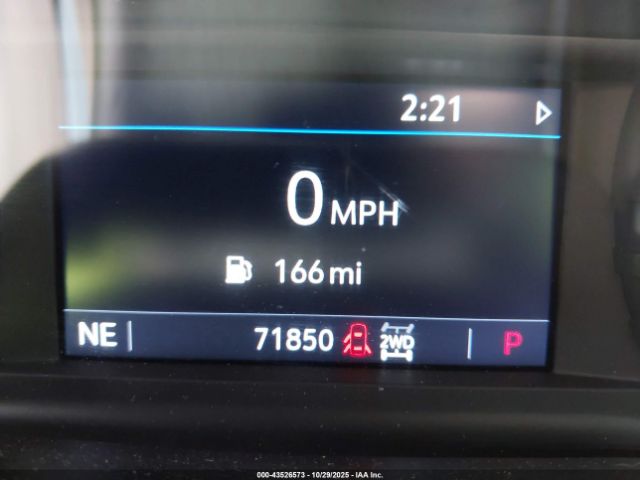 2:21
0 MPH
166 mi
NE 71850 2WD P
000-43526573 - 10/29/2025 - IAA Inc.